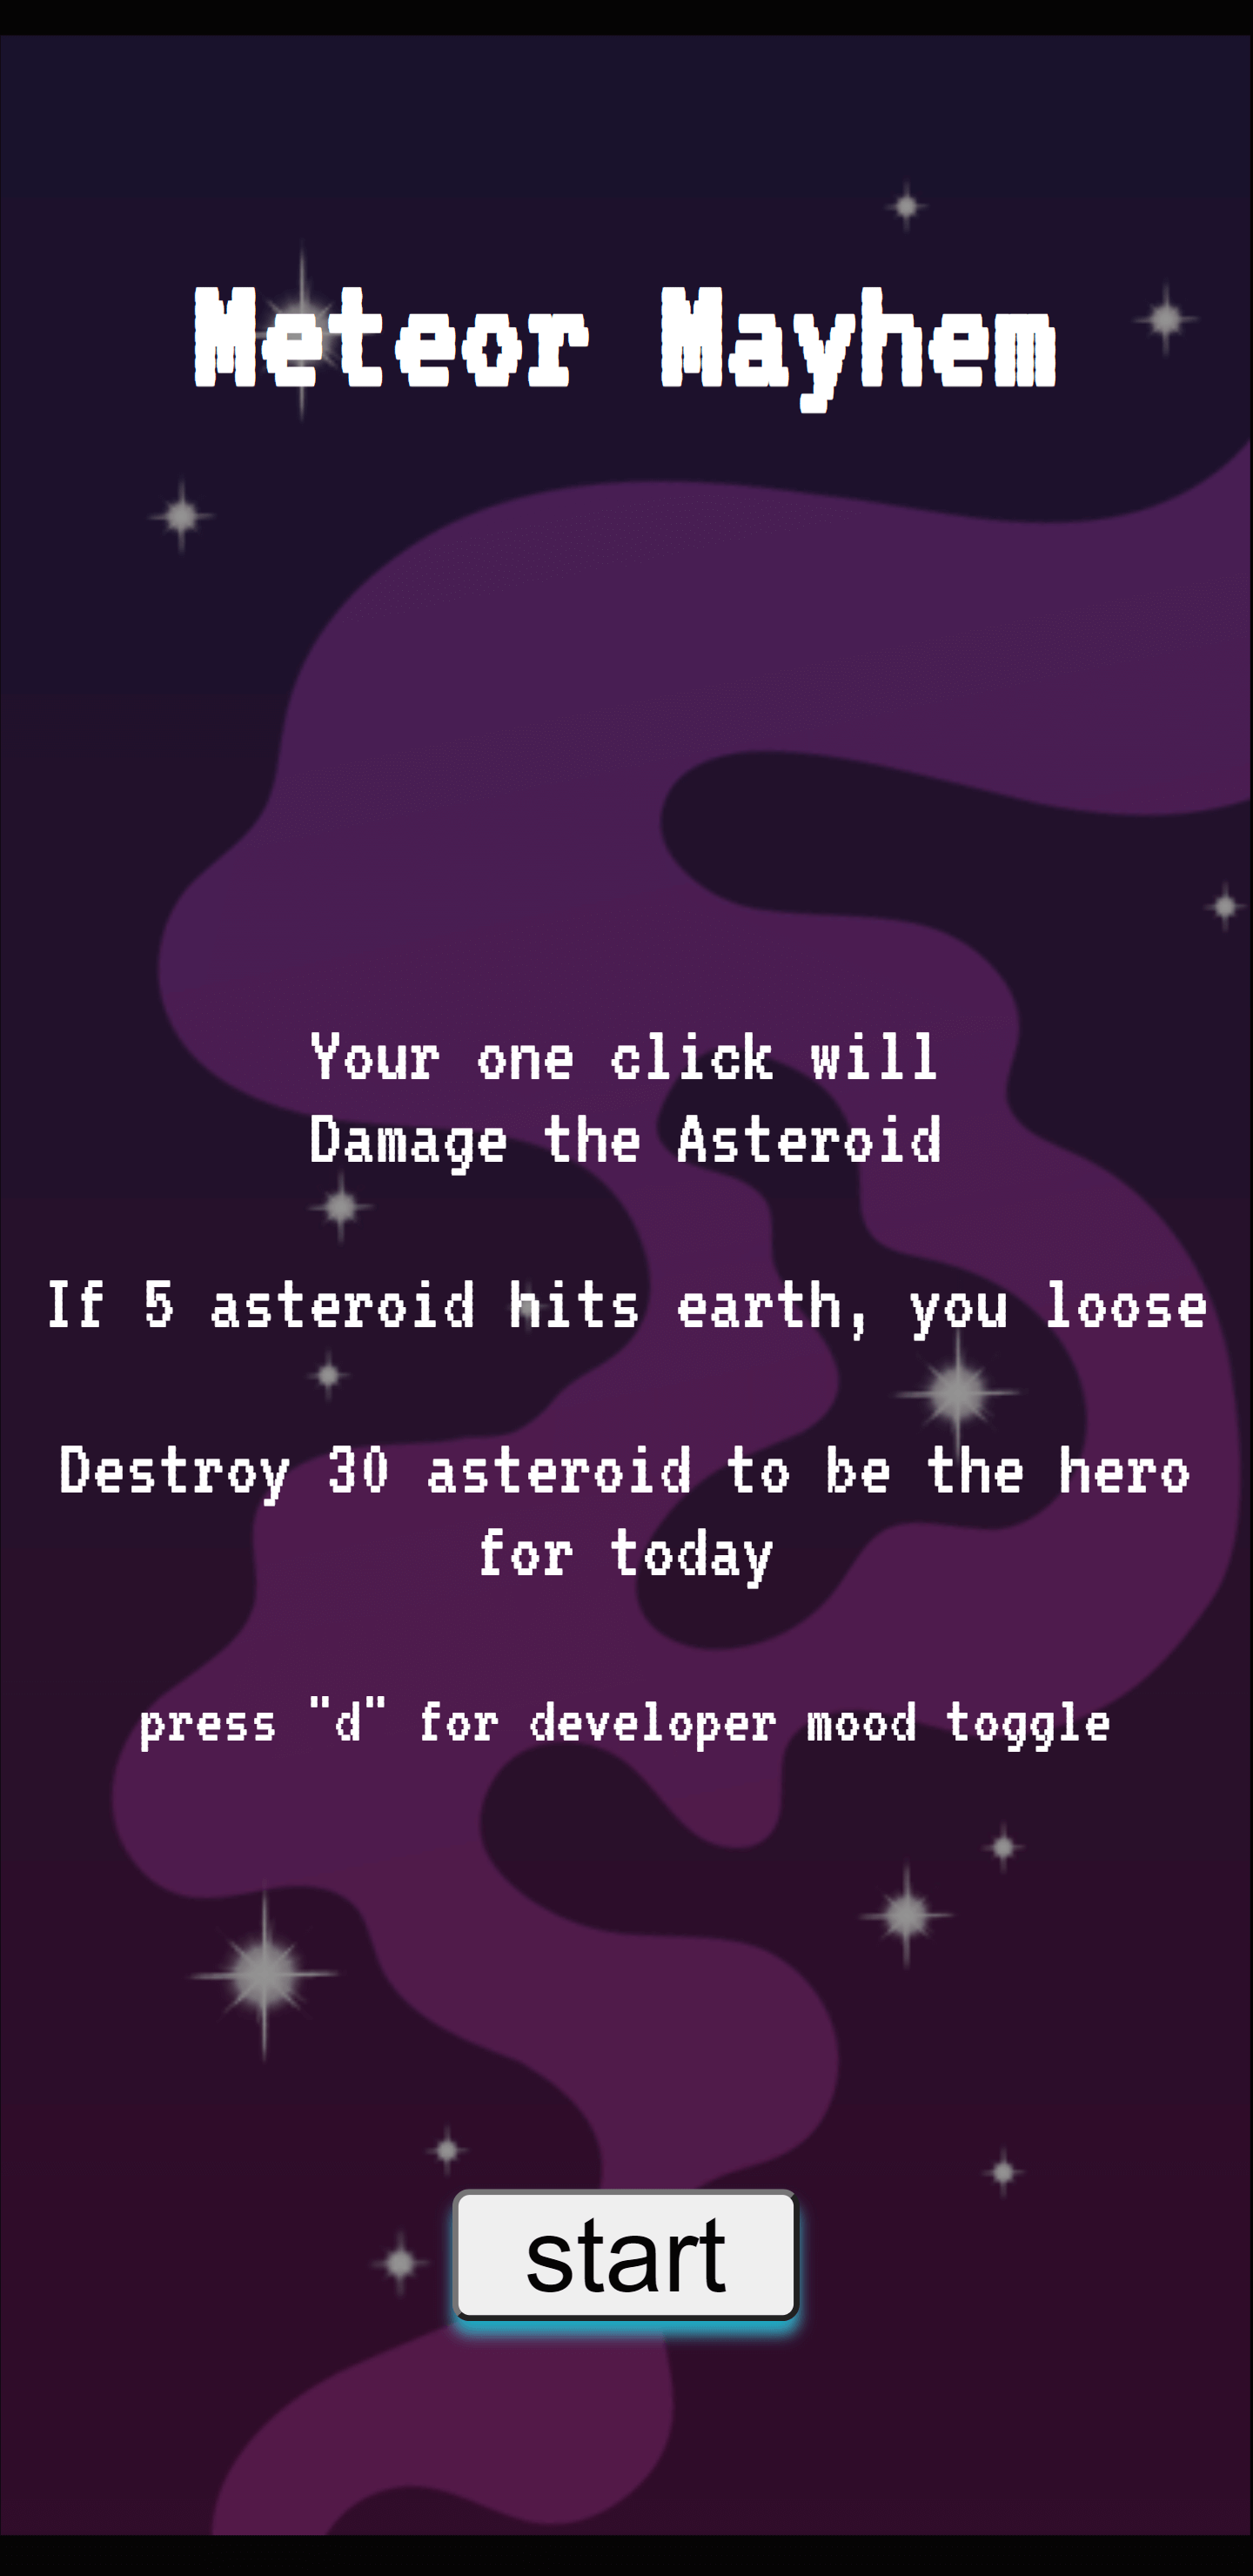 Meteor Mayhem
Your one click will
Damage the Asteroid
If 5 asteroid hits earth, you loose
Destroy 30 asteroid to be the hero
for today
press "d" for developer mood toggle
start